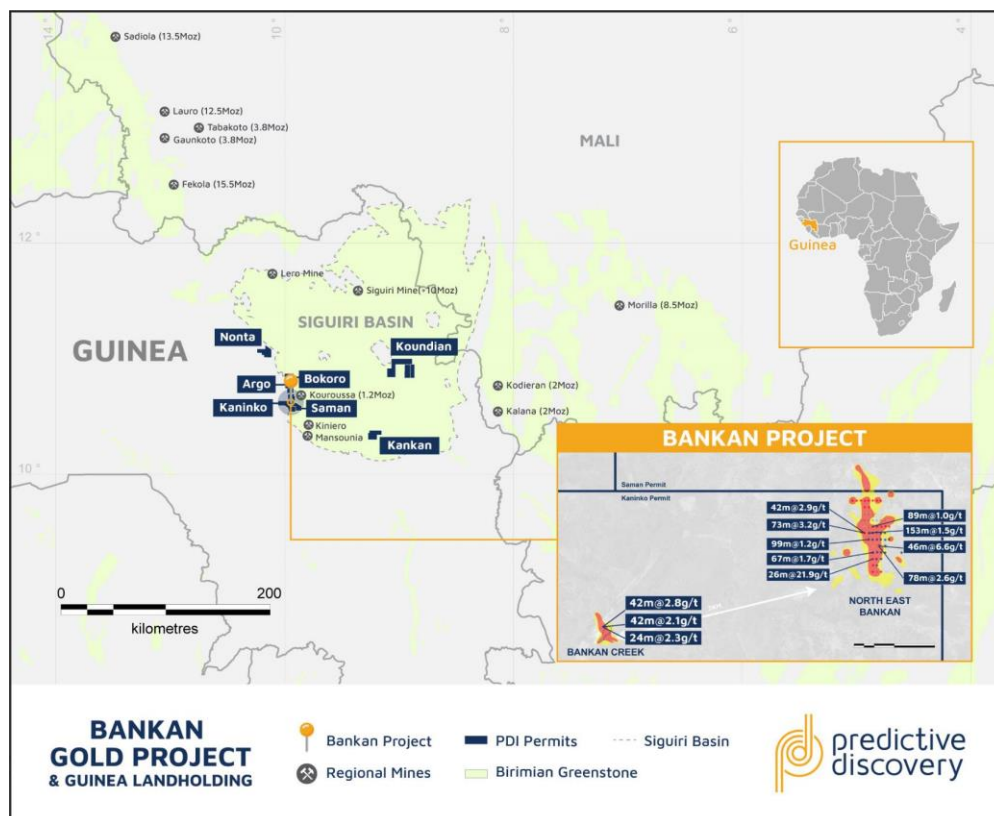 14°
10°
8°
6°
4°
Sadiola (13.5Moz)
Lauro (12.5Moz)
Tabakoto (3.8Moz)
Gaunkoto (3.8Moz)
MALI
Fekola (15.5Moz)
Guinea
12°
Lero Mine
Siguiri Mine(+10Moz)
Morilla (8.5Moz)
SIGUIRI BASIN
Nonta
GUINEA
Koundian
Argo
Bokoro
Kodieran (2Moz)
Kouroussa (1.2Moz)
Kaninko
Saman
Kalana (2Moz)
Kiniero
Mansounia
Kankan
10°
BANKAN PROJECT
Saman Permit
Kaninko Permit
42m@2.9g/t
89m@1.0g/t
73m@3.2g/t
153m@1.5g/t
99m@1.2g/t
46m@6.6g/t
67m@1.7g/t
26m@21.9g/t
78m@2.6g/t
NORTH EAST
BANKAN
42m@2.8g/t
42m@2.1g/t
24m@2.3g/t
BANKAN CREEK
0 200
kilometres
BANKAN
GOLD PROJECT
& GUINEA LANDHOLDING
Bankan Project
PDI Permits
Siguiri Basin
Regional Mines
Birimian Greenstone
predictive
discovery